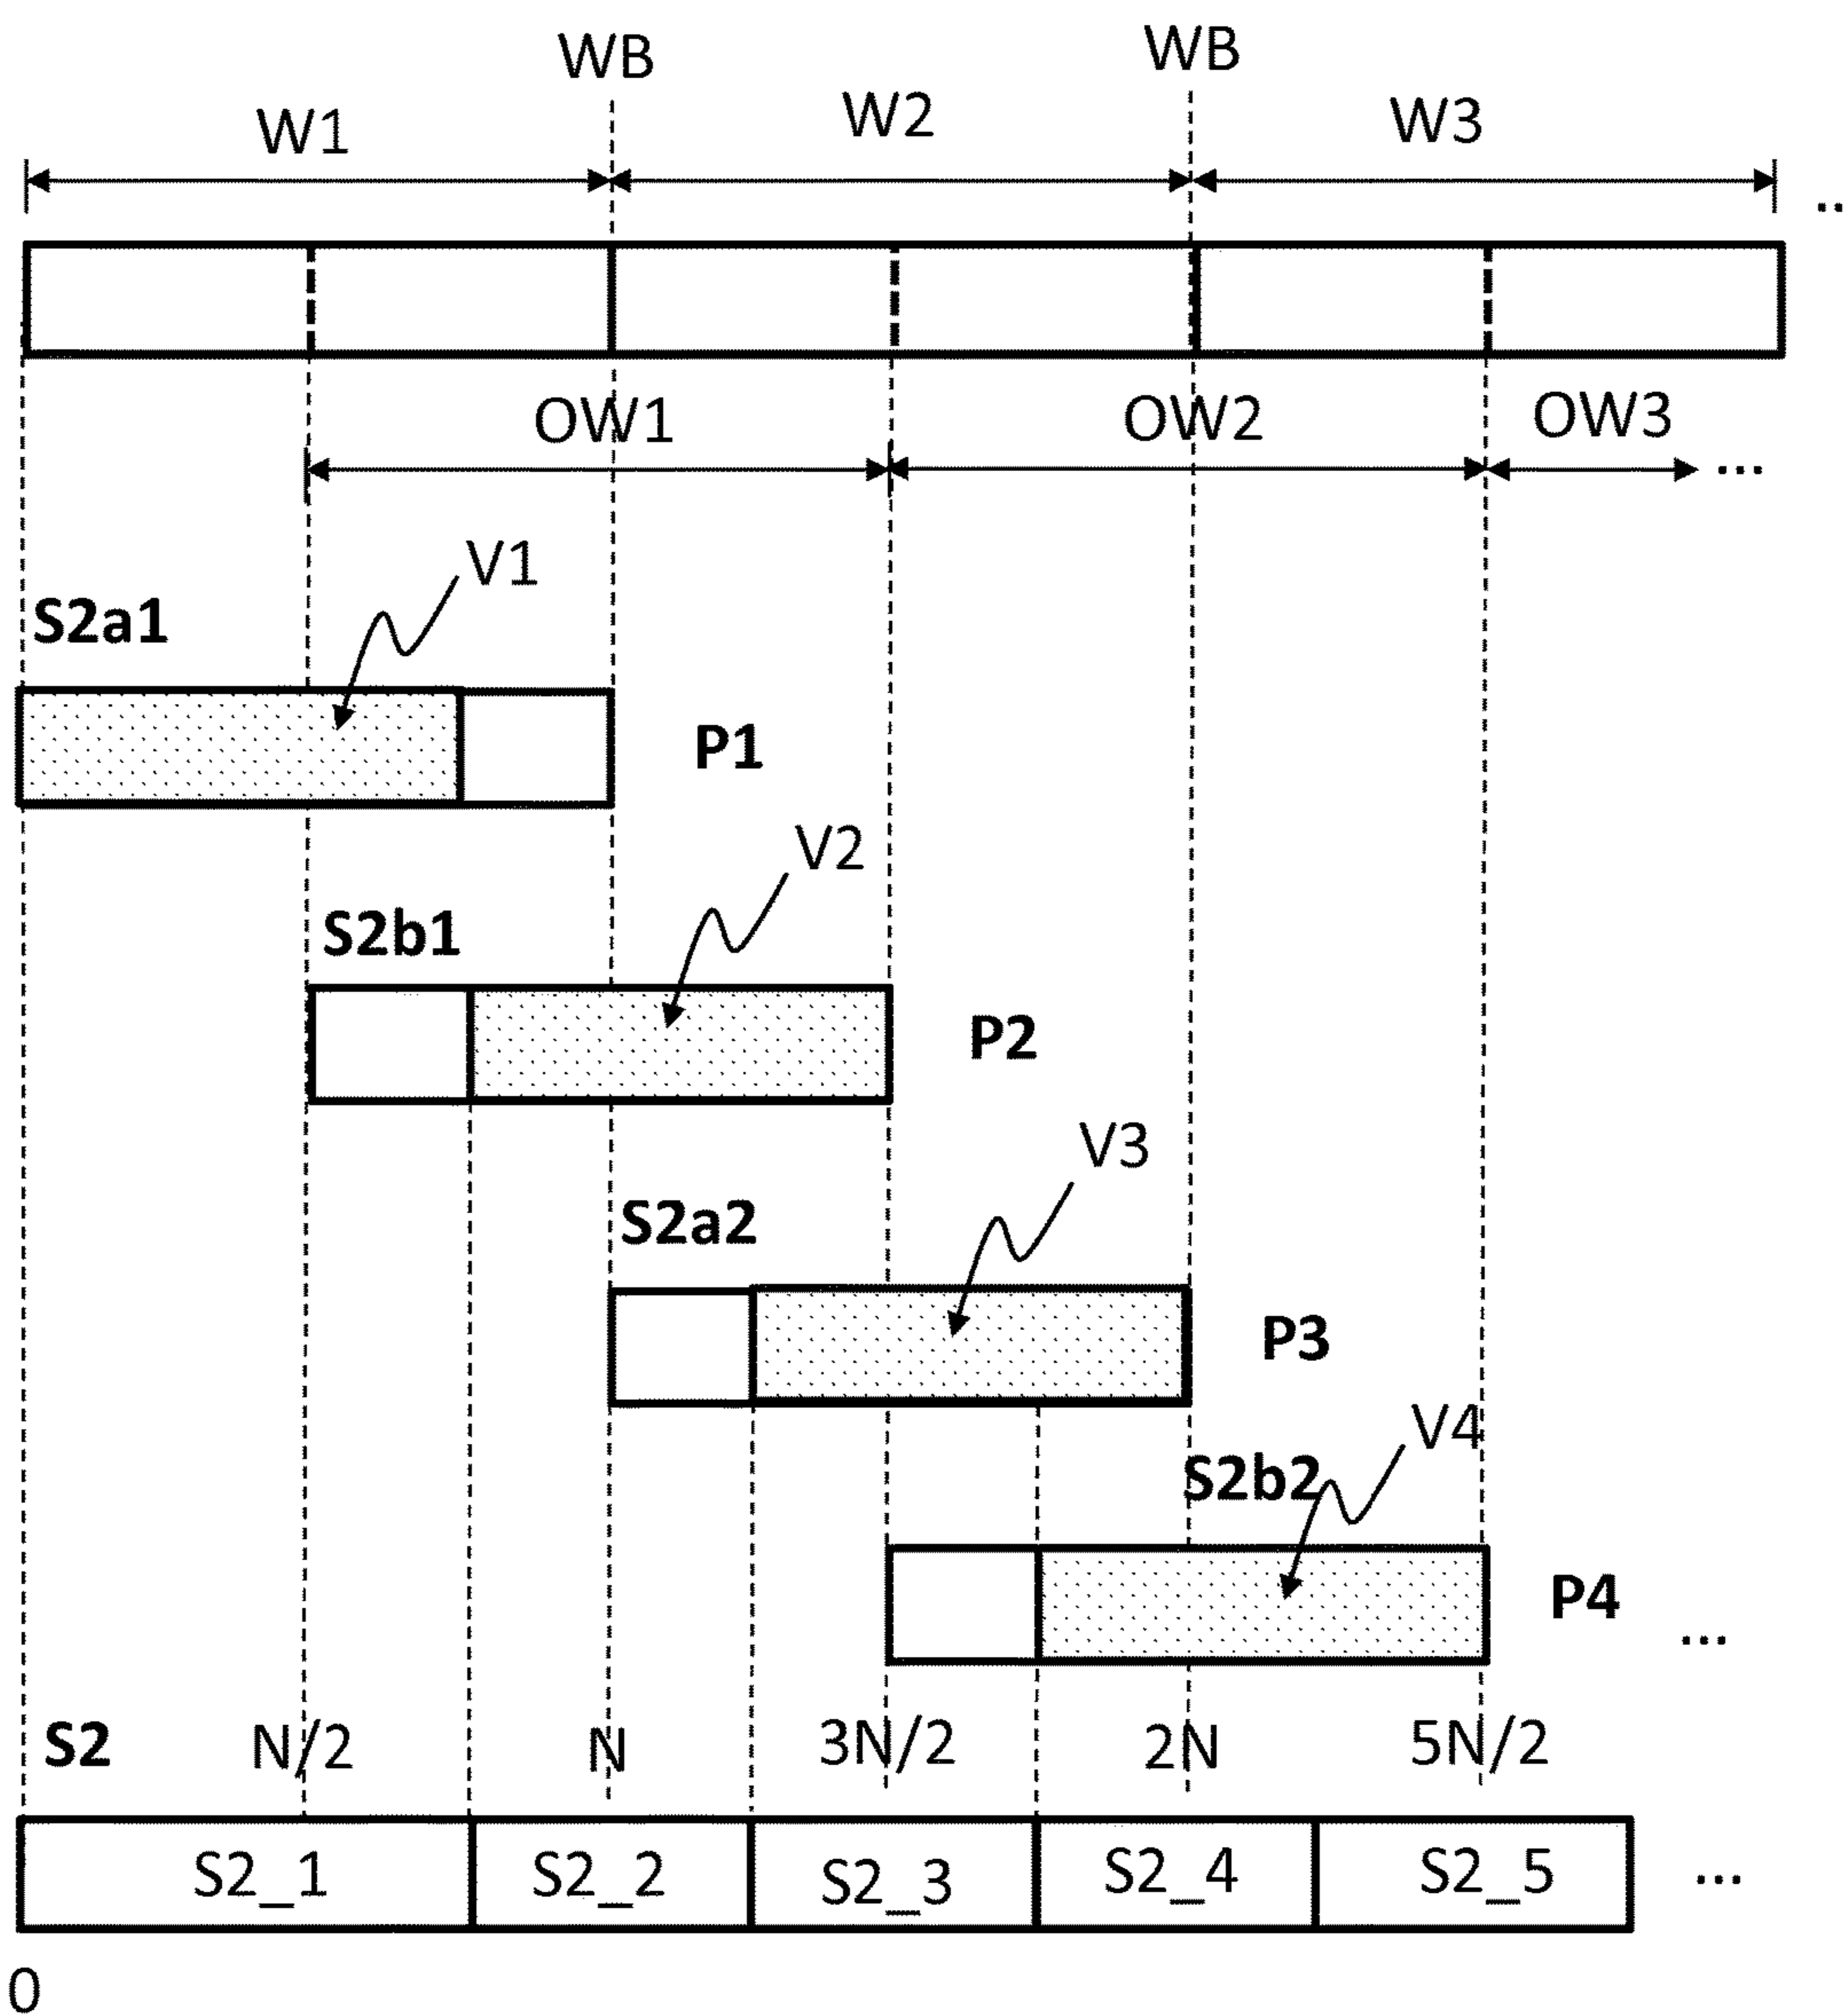 WB WB
W1 W2 W3
..
OW1 OW2 OW3
...
V1
S2a1
P1
V2
S2b1
P2
V3
S2a2
P3
V4
S2b2
P4
...
S2 N/2 N 3N/2 2N 5N/2
S2_1 S2_2 S2_3 S2_4 S2_5 ...
0